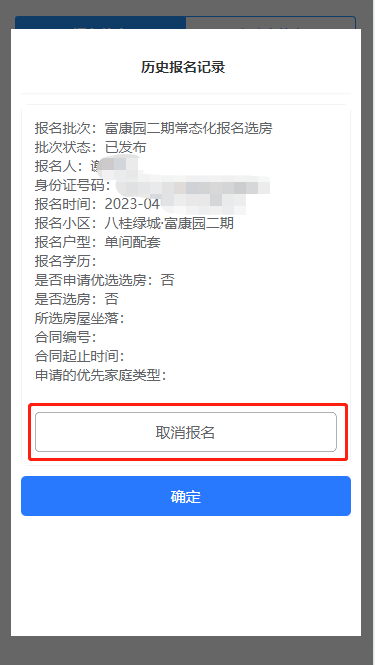 历史报名记录
报名批次：富康园二期常态化报名选房
批次状态：已发布
报名人：谢
身份证号码：
报名时间：2023-04
报名小区：八桂绿城·富康园二期
报名户型：单间配套
报名学历：
是否申请优选选房：否
是否选房：否
所选房屋坐落：
合同编号：
合同起止时间：
申请的优先家庭类型：
取消报名
确定